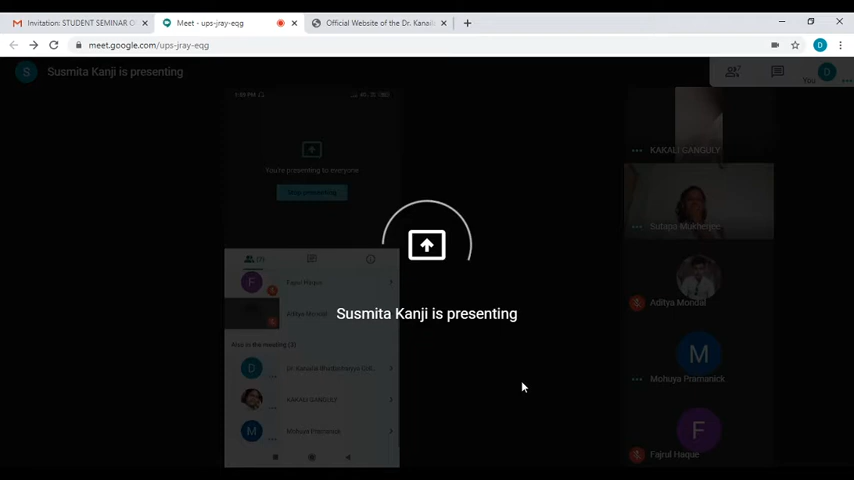 Invitation: STUDENT SEMINAR O
Meet - ups-jray-eqg
Official Website of the Dr. Kanaila
meet.google.com/ups-jray-eqg
D
S
Susmita Kanji is presenting
You:
D
You're presenting to everyone
Stop presenting
KAKALI GANGULY
Sutapa Mukherjee
F
Fajrul Haque
Aditya Mondal
Also in the meeting (3)
D
KAKALI GANGULY
M
Mohuya Pramanick
Susmita Kanji is presenting
Aditya Mondal
M
Mohuya Pramanick
F
Fajrul Haque